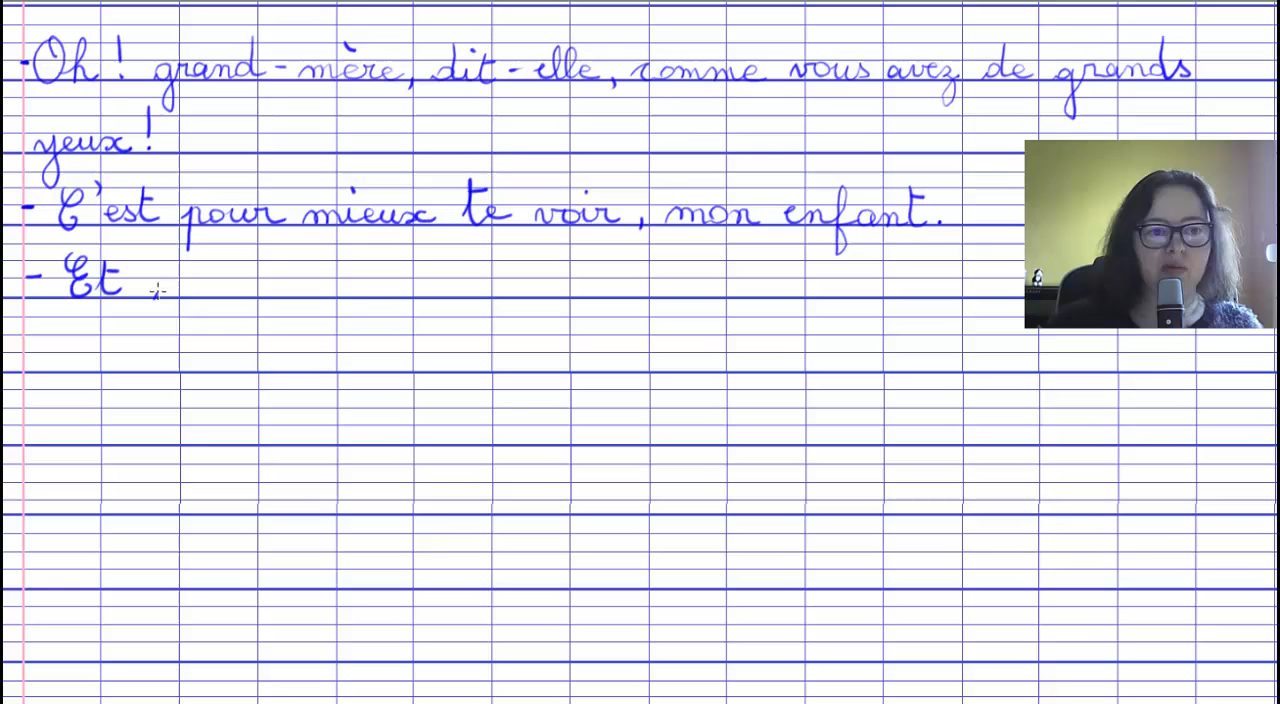 -Oh ! grand-mère, dit-elle, comme vous avez de grands
yeux !
- C'est pour mieux te voir, mon enfant.
- Et